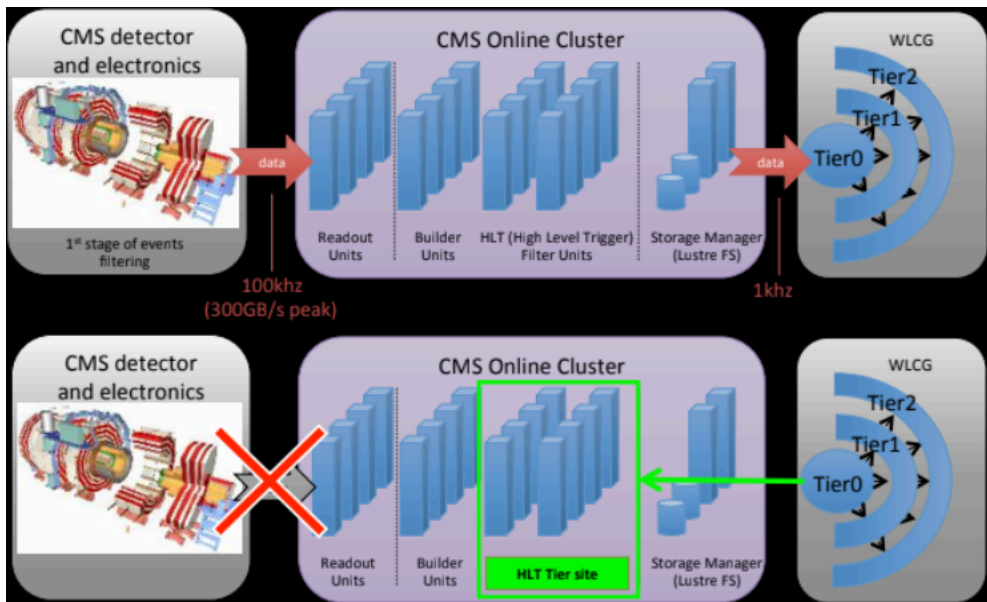 CMS detector
and electronics
1st stage of events
filtering
data
100khz
(300GB/s peak)
CMS Online Cluster
Readout
Units
Builder
Units
HLT (High Level Trigger)
Filter Units
Storage Manager
(Lustre FS)
data
1khz
WLCG
Tier2
Tier1
Tier0
CMS detector
and electronics
CMS Online Cluster
Readout
Units
Builder
Units
HLT Tier site
Storage Manager
(Lustre FS)
WLCG
Tier2
Tier1
Tier0